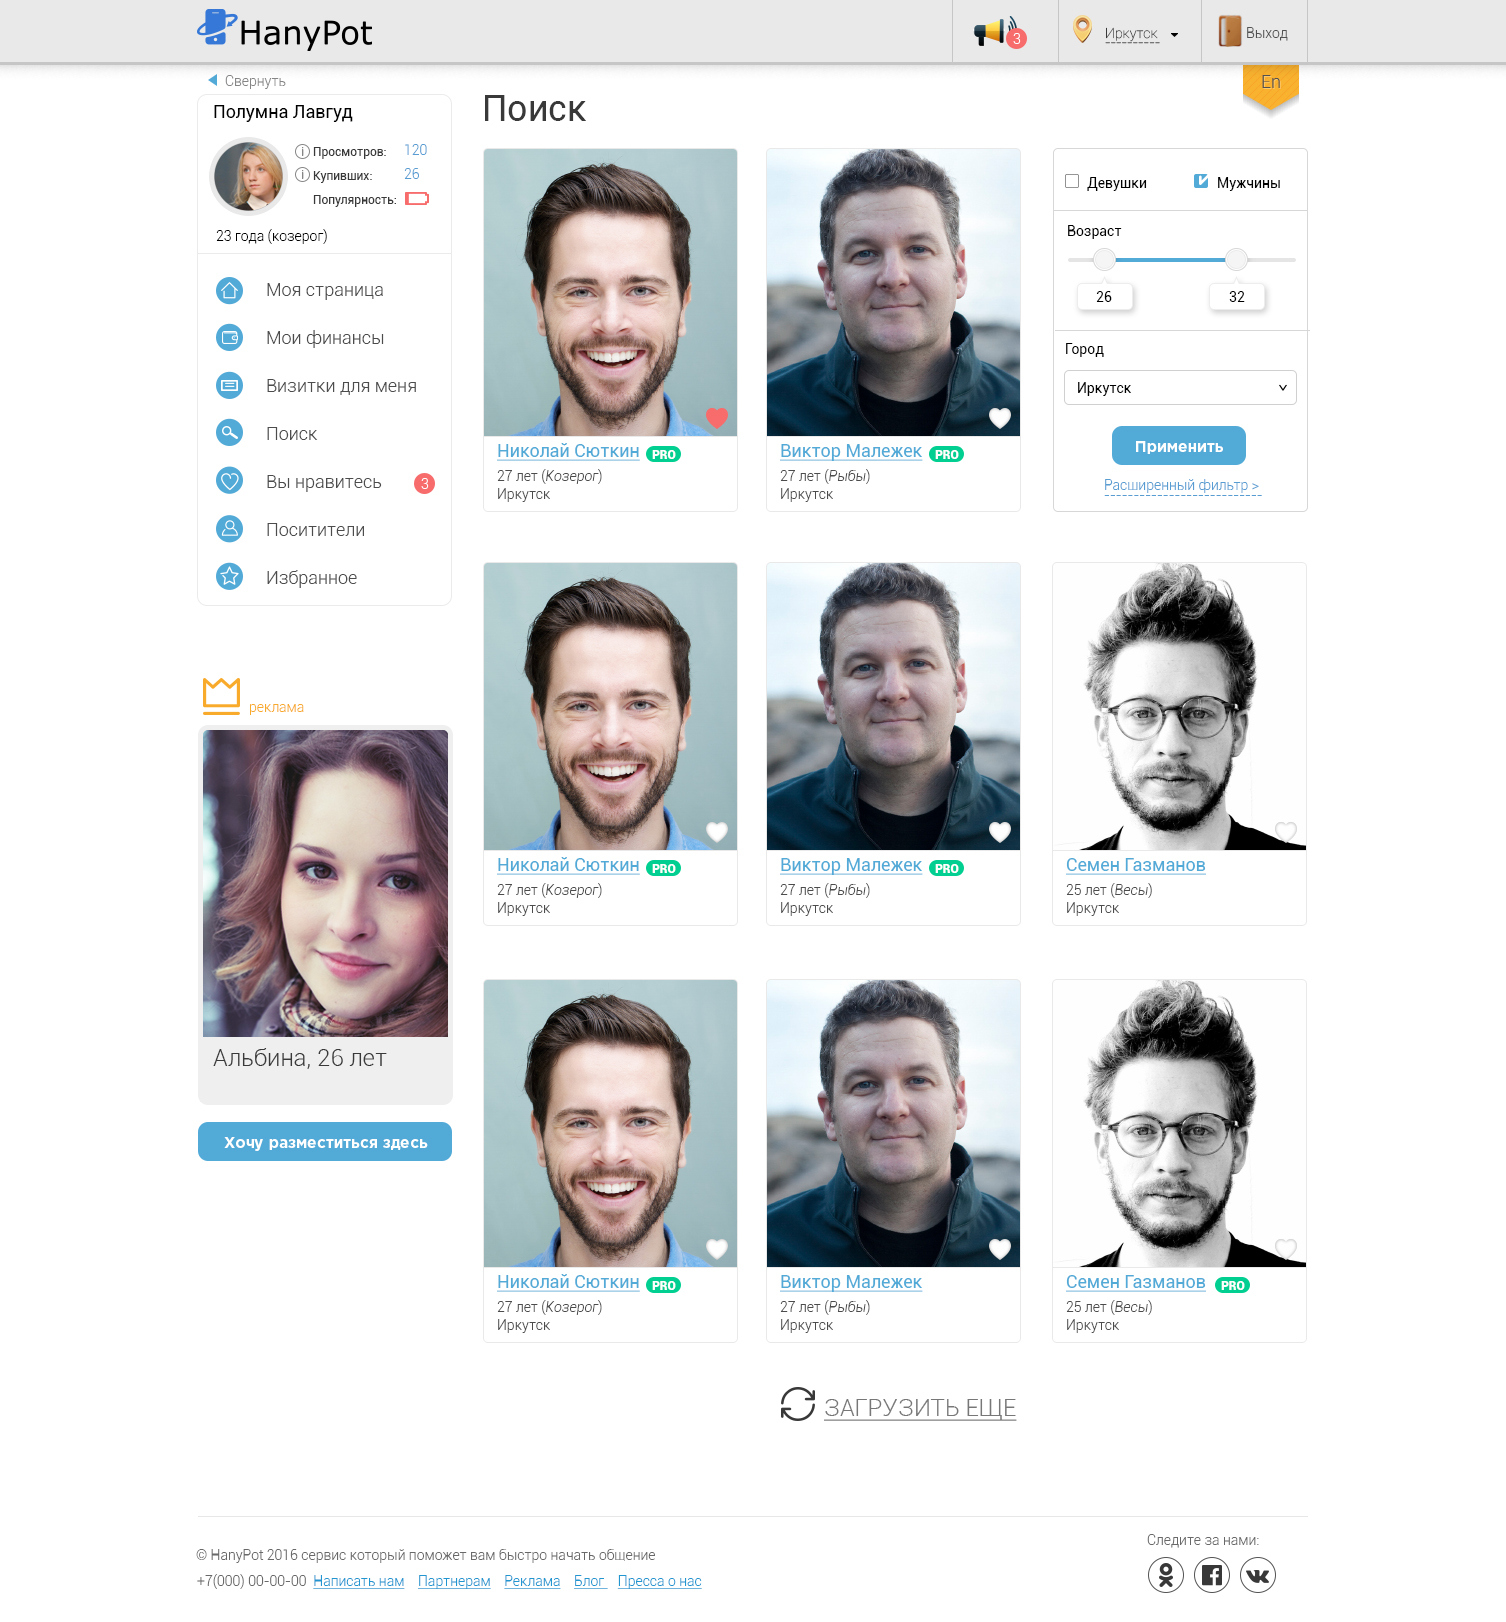 HanyPot
3
Иркутск
Выход
Свернуть
En
Полумна Лавгуд
Просмотров: 120
Купивших: 26
Популярность:
23 года (козерог)
Моя страница
Мои финансы
Визитки для меня
Поиск
Вы нравитесь 3
Поситители
Избранное
реклама
Альбина, 26 лет
Хочу разместиться здесь
Поиск
Николай Сюткин PRO
27 лет (Козерог)
Иркутск
Виктор Малежек PRO
27 лет (Рыбы)
Иркутск
Девушки
Мужчины
Возраст
26
32
Город
Иркутск
Применить
Расширенный фильтр >
Николай Сюткин PRO
27 лет (Козерог)
Иркутск
Виктор Малежек PRO
27 лет (Рыбы)
Иркутск
Семен Газманов
25 лет (Весы)
Иркутск
Николай Сюткин PRO
27 лет (Козерог)
Иркутск
Виктор Малежек
27 лет (Рыбы)
Иркутск
Семен Газманов PRO
25 лет (Весы)
Иркутск
ЗАГРУЗИТЬ ЕЩЕ
© HanyPot 2016 сервис который поможет вам быстро начать общение
+7(000) 00-00-00 Написать нам Партнерам Реклама Блог Пресса о нас
Следите за нами: